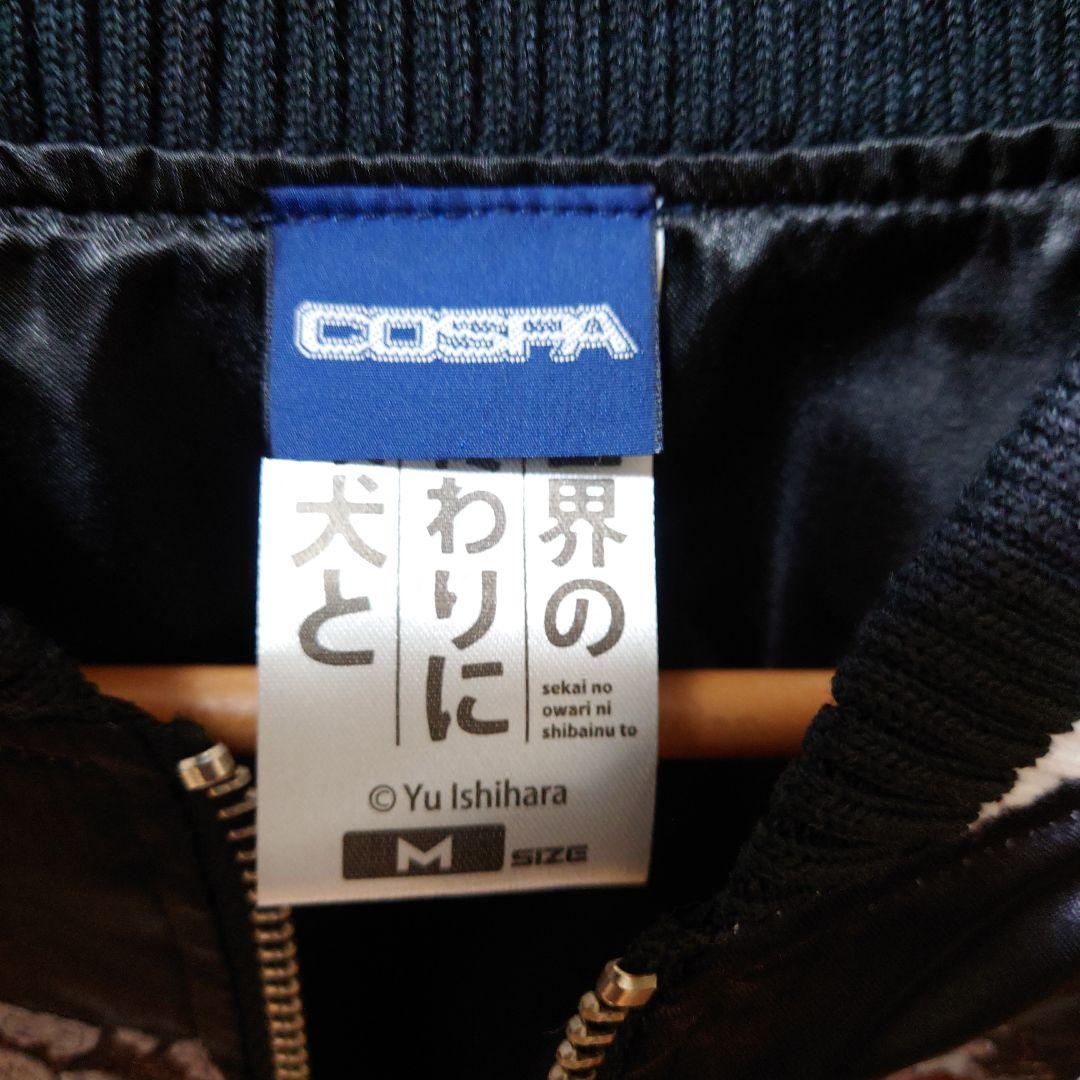 COSPA
界の
わりに
犬と
sekai no
owari ni
shibainu to
© Yu Ishihara
M SIZE